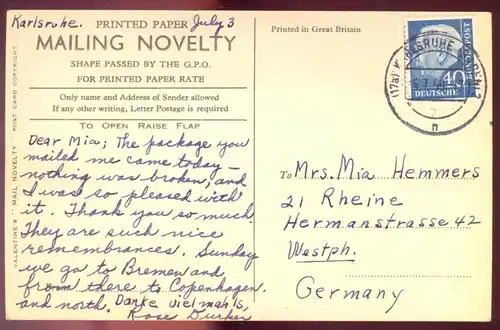 Karlsruhe. PRINTED PAPER July 3
MAILING NOVELTY
SHAPE PASSED BY THE G.P.O.
FOR PRINTED PAPER RATE
Only name and Address of Sender allowed
If any other writing, Letter Postage is required
TO OPEN RAISE FLAP
Dear Mia; The package you
mailed me came today –
nothing was broken, and
I was so pleased with
it. Thank you so much.
They are such nice
remembrances. Sunday
we go to Bremen and
from there to Copenhagen
and north. Danke vielmals,
Rose
VALENTINE'S MAIL NOVELTY POST CARD COPYRIGHT
Printed in Great Britain
KARLSRUHE
(17a)
h
40
DEUTSCHE
BUNDESPOST
To Mrs. Mia Hemmers
21 Rheine
Hermanstrasse 42
Westph.
Germany